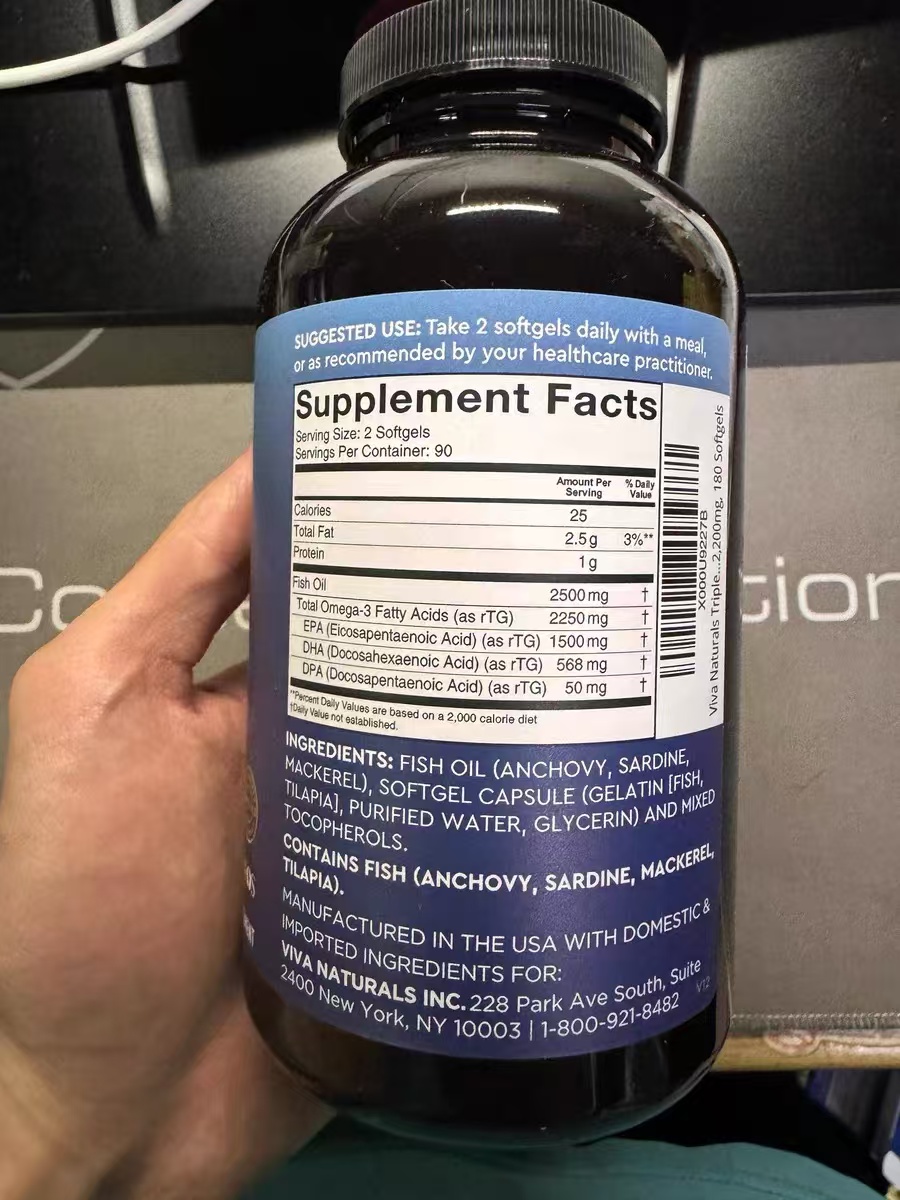 SUGGESTED USE: Take 2 softgels daily with a meal,
or as recommended by your healthcare practitioner.
Supplement Facts
Serving Size: 2 Softgels
Servings Per Container: 90
Amount Per Serving % Daily Value
Calories 25
Total Fat 2.5 g 3%**
Protein 1 g
Fish Oil 2500 mg †
Total Omega-3 Fatty Acids (as rTG) 2250 mg †
EPA (Eicosapentaenoic Acid) (as rTG) 1500 mg †
DHA (Docosahexaenoic Acid) (as rTG) 568 mg †
DPA (Docosapentaenoic Acid) (as rTG) 50 mg †
**Percent Daily Values are based on a 2,000 calorie diet
†Daily Value not established.
X000U9227B
Viva Naturals Triple...2,200mg, 180 Softgels
INGREDIENTS: FISH OIL (ANCHOVY, SARDINE,
MACKEREL), SOFTGEL CAPSULE (GELATIN [FISH,
TILAPIA], PURIFIED WATER, GLYCERIN) AND MIXED
TOCOPHEROLS.
CONTAINS FISH (ANCHOVY, SARDINE, MACKEREL,
TILAPIA).
MANUFACTURED IN THE USA WITH DOMESTIC &
IMPORTED INGREDIENTS FOR:
VIVA NATURALS INC. 228 Park Ave South, Suite
2400 New York, NY 10003 | 1-800-921-8482
V12